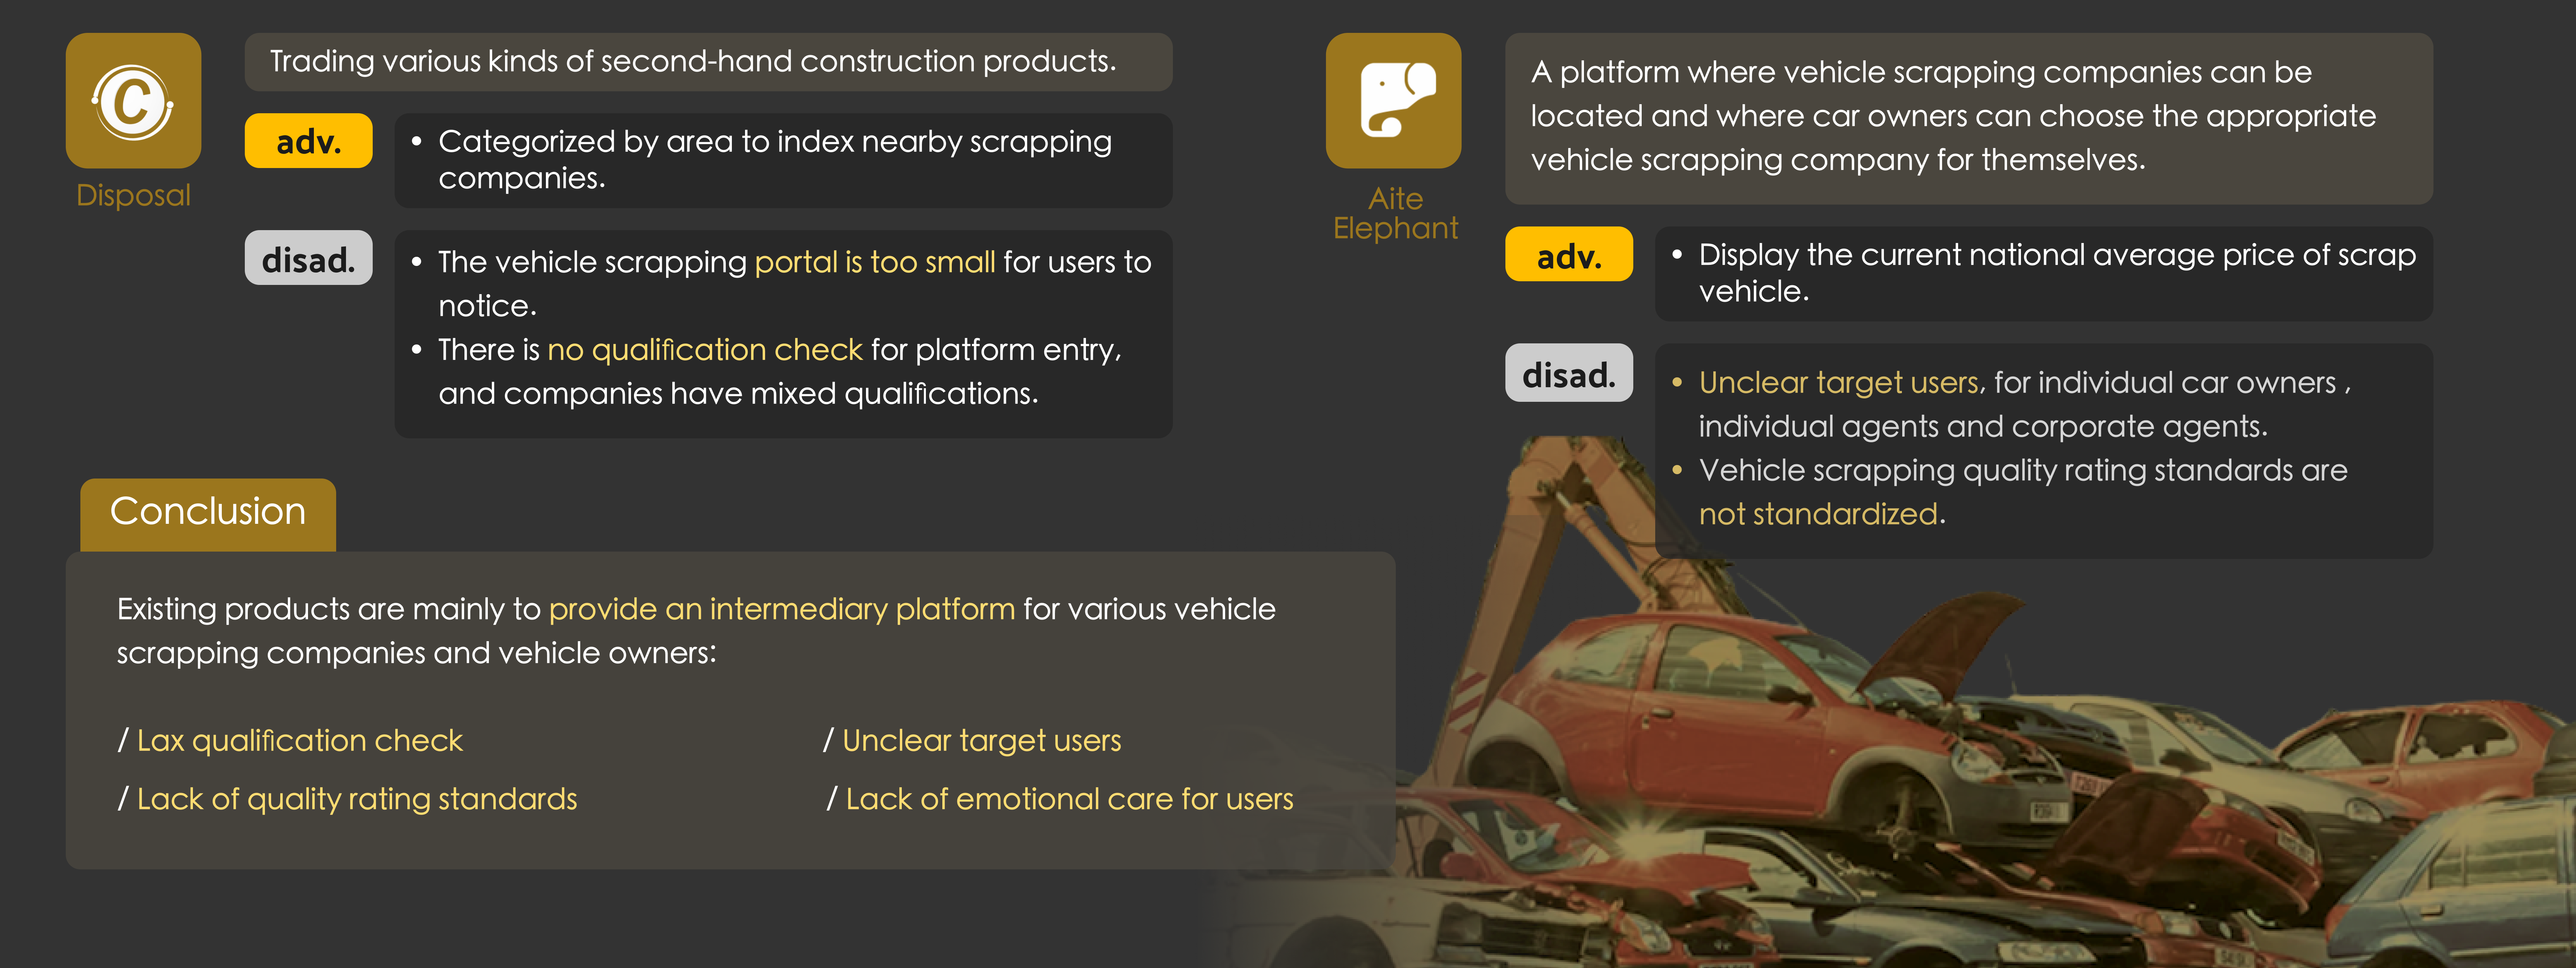 C
Disposal
Trading various kinds of second-hand construction products.
adv.
• Categorized by area to index nearby scrapping
companies.
disad.
• The vehicle scrapping portal is too small for users to
notice.
• There is no qualification check for platform entry,
and companies have mixed qualifications.
Aite
Elephant
A platform where vehicle scrapping companies can be
located and where car owners can choose the appropriate
vehicle scrapping company for themselves.
adv.
• Display the current national average price of scrap
vehicle.
disad.
• Unclear target users, for individual car owners ,
individual agents and corporate agents.
• Vehicle scrapping quality rating standards are
not standardized.
Conclusion
Existing products are mainly to provide an intermediary platform for various vehicle
scrapping companies and vehicle owners:
/ Lax qualification check
/ Unclear target users
/ Lack of quality rating standards
/ Lack of emotional care for users